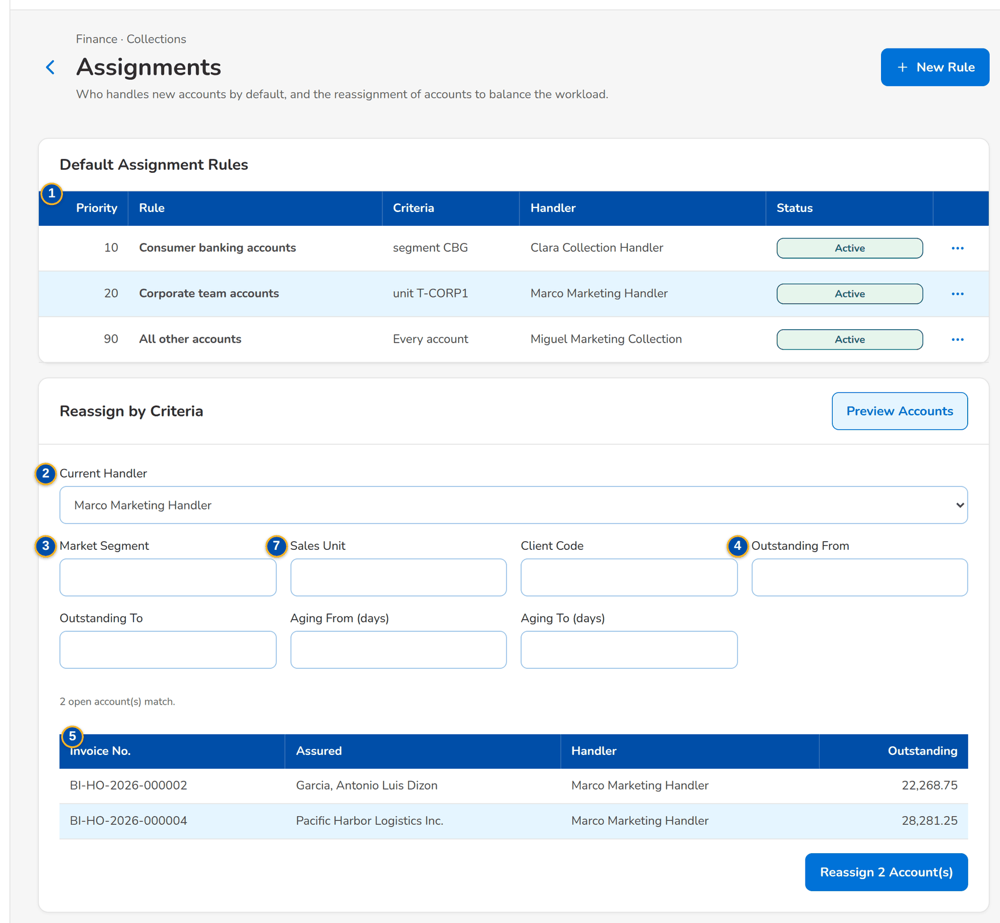 Finance · Collections
Assignments
+ New Rule
Who handles new accounts by default, and the reassignment of accounts to balance the workload.
Default Assignment Rules
1
Priority Rule Criteria Handler Status
10 Consumer banking accounts segment CBG Clara Collection Handler Active ...
20 Corporate team accounts unit T-CORP1 Marco Marketing Handler Active ...
90 All other accounts Every account Miguel Marketing Collection Active ...
Reassign by Criteria Preview Accounts
2 Current Handler
Marco Marketing Handler
3 Market Segment 7 Sales Unit Client Code 4 Outstanding From
Outstanding To Aging From (days) Aging To (days)
2 open account(s) match.
5
Invoice No. Assured Handler Outstanding
BI-HO-2026-000002 Garcia, Antonio Luis Dizon Marco Marketing Handler 22,268.75
BI-HO-2026-000004 Pacific Harbor Logistics Inc. Marco Marketing Handler 28,281.25
Reassign 2 Account(s)